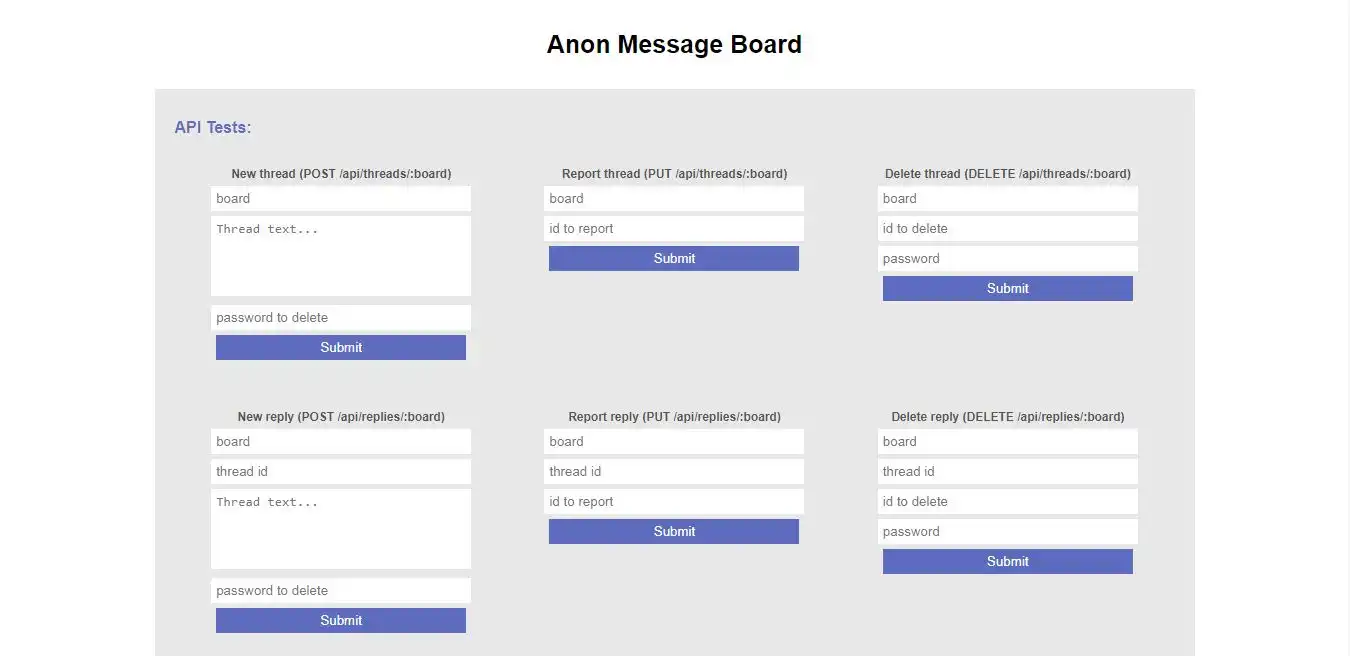 Anon Message Board
API Tests:
New thread (POST /api/threads/:board)
board
Thread text...
password to delete
Submit
Report thread (PUT /api/threads/:board)
board
id to report
Submit
Delete thread (DELETE /api/threads/:board)
board
id to delete
password
Submit
New reply (POST /api/replies/:board)
board
thread id
Thread text...
password to delete
Submit
Report reply (PUT /api/replies/:board)
board
thread id
id to report
Submit
Delete reply (DELETE /api/replies/:board)
board
thread id
id to delete
password
Submit